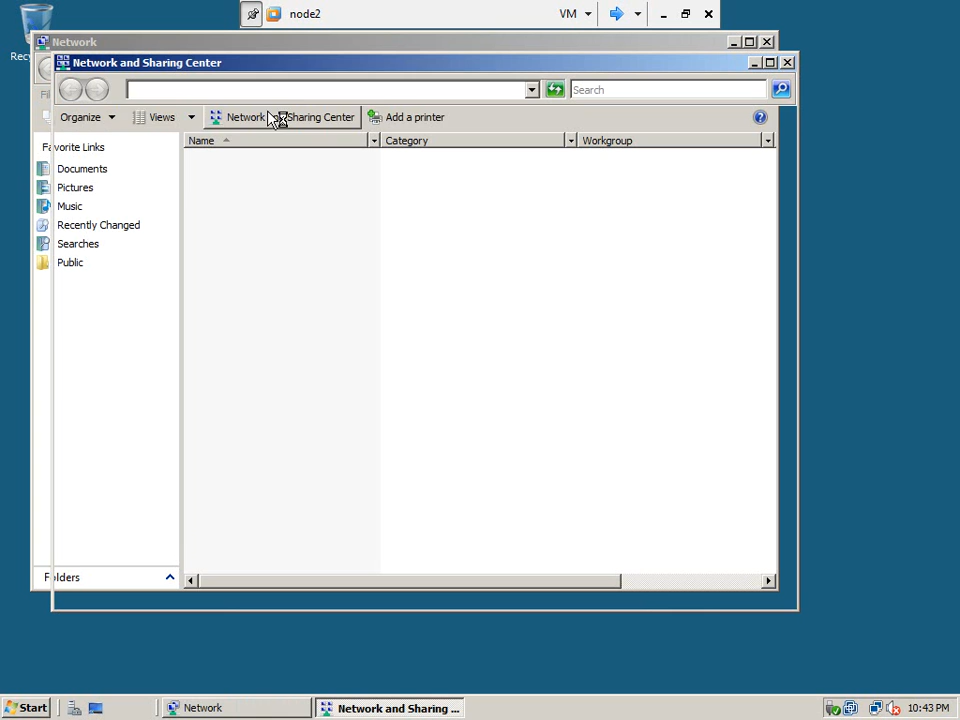 node2
VM
Recy
Network
Network and Sharing Center
Search
Organize
Views
Network
Sharing Center
Add a printer
Favorite Links
Name
Category
Workgroup
Documents
Pictures
Music
Recently Changed
Searches
Public
Folders
Start
Network
Network and Sharing ...
10:43 PM